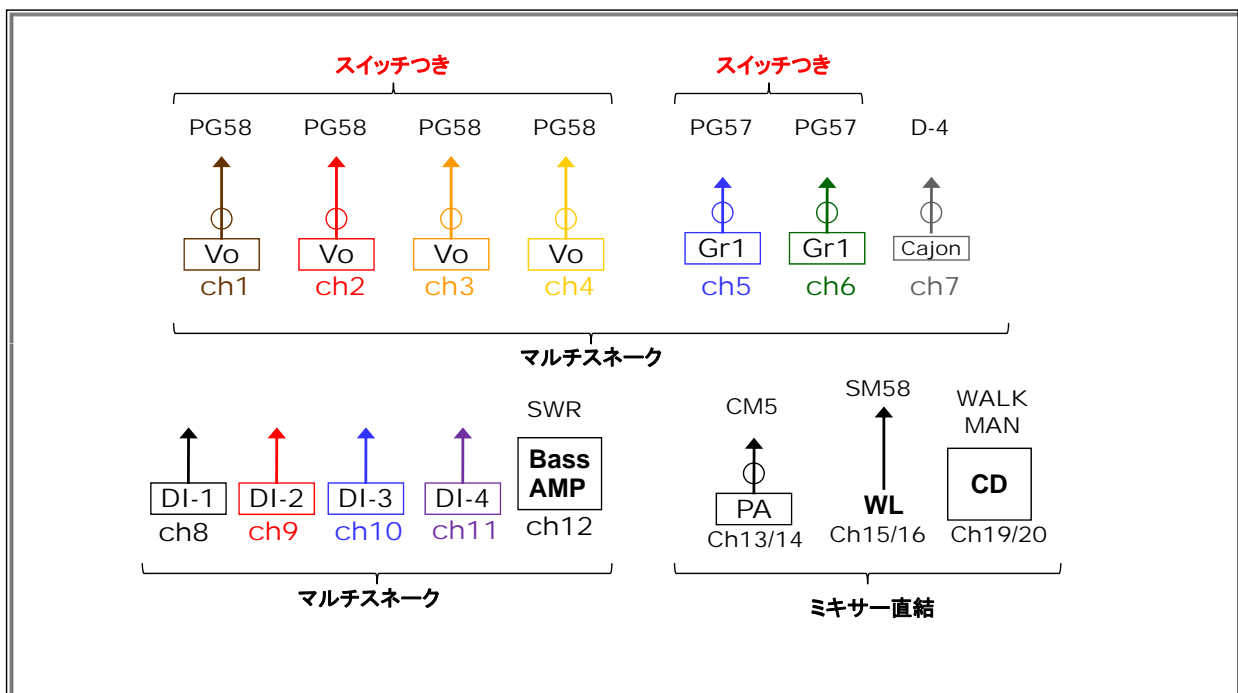 スイッチつき スイッチつき
PG58 PG58 PG58 PG58 PG57 PG57 D-4
Vo Vo Vo Vo Gr1 Gr1 Cajon
ch1 ch2 ch3 ch4 ch5 ch6 ch7
マルチスネーク
SWR CM5 SM58 WALK
MAN
Bass
AMP
CD
DI-1 DI-2 DI-3 DI-4 PA WL
ch8 ch9 ch10 ch11 ch12 Ch13/14 Ch15/16 Ch19/20
マルチスネーク ミキサー直結